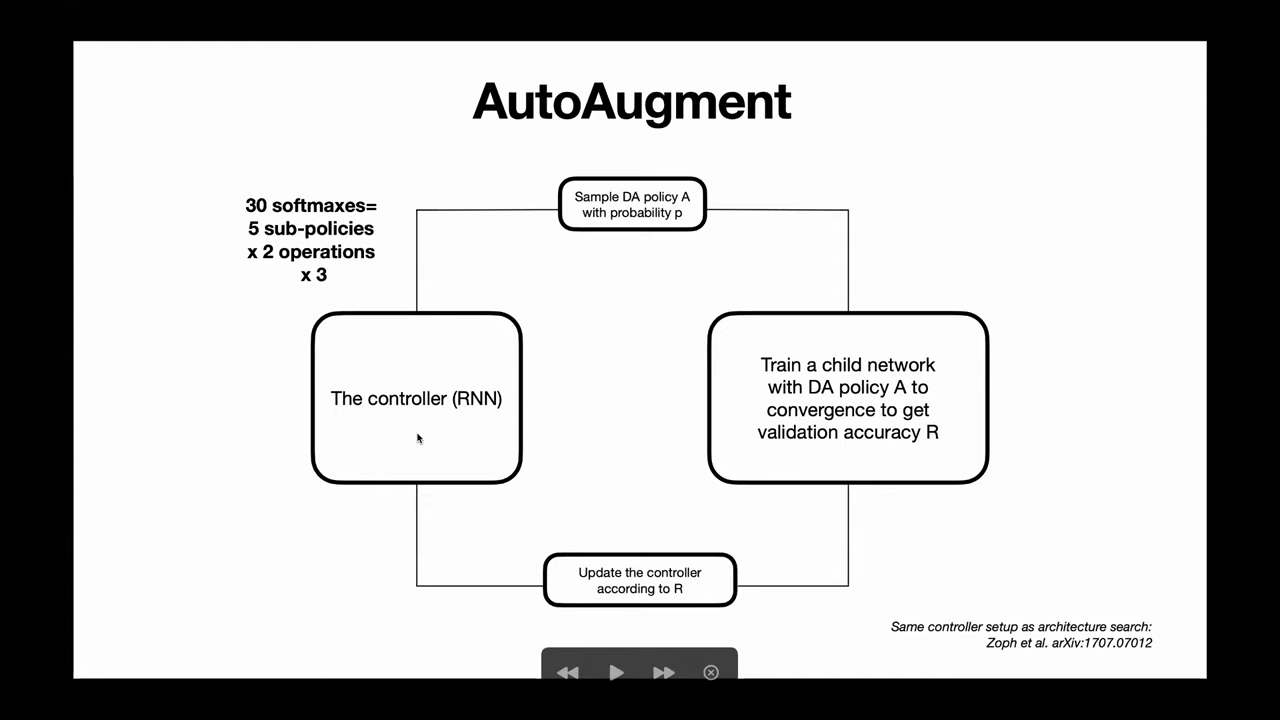 AutoAugment
30 softmaxes=
5 sub-policies
x 2 operations
x 3
Sample DA policy A
with probability p
The controller (RNN)
Train a child network
with DA policy A to
convergence to get
validation accuracy R
Update the controller
according to R
Same controller setup as architecture search:
Zoph et al. arXiv:1707.07012